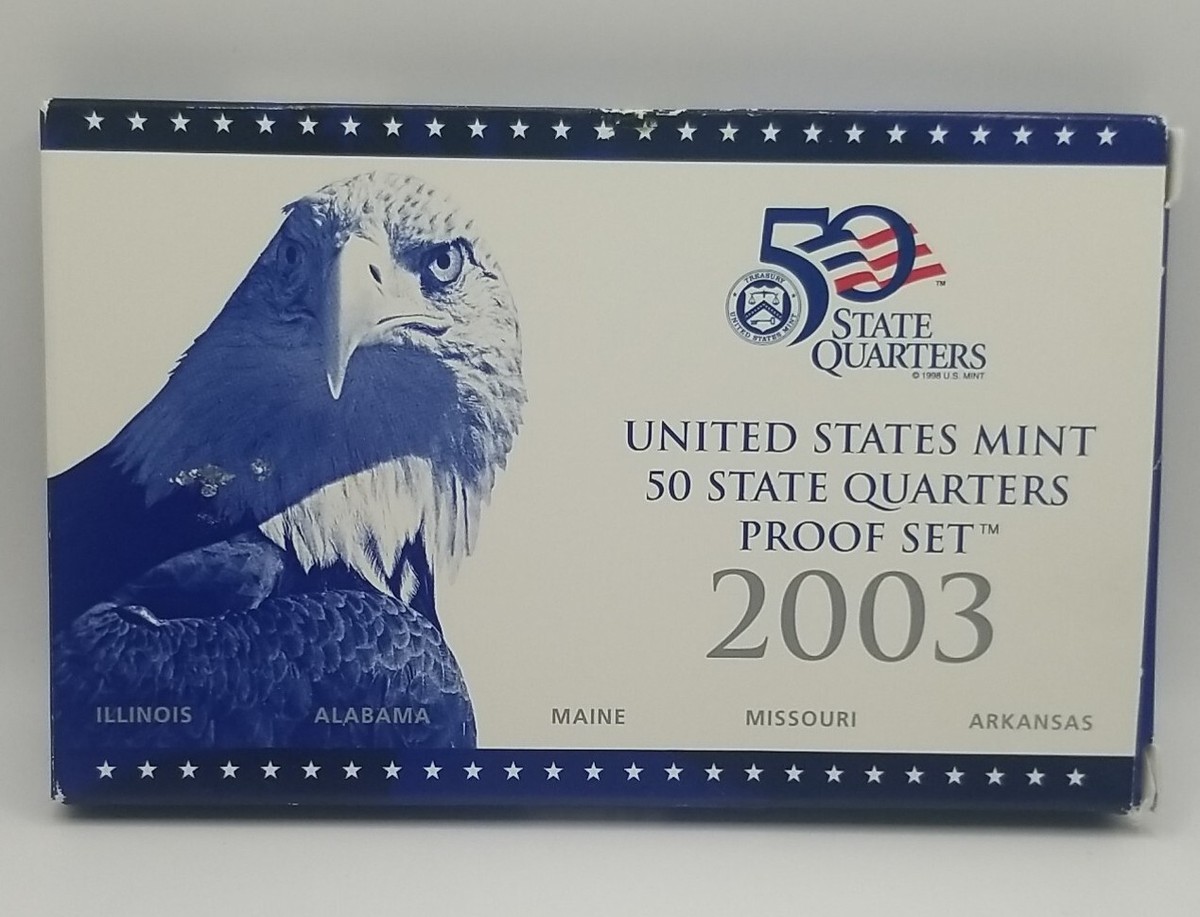 50
TREASURY
UNITED STATES MINT
™
STATE
QUARTERS
© 1998 U.S. MINT
UNITED STATES MINT
50 STATE QUARTERS
PROOF SET™
2003
ILLINOIS ALABAMA MAINE MISSOURI ARKANSAS